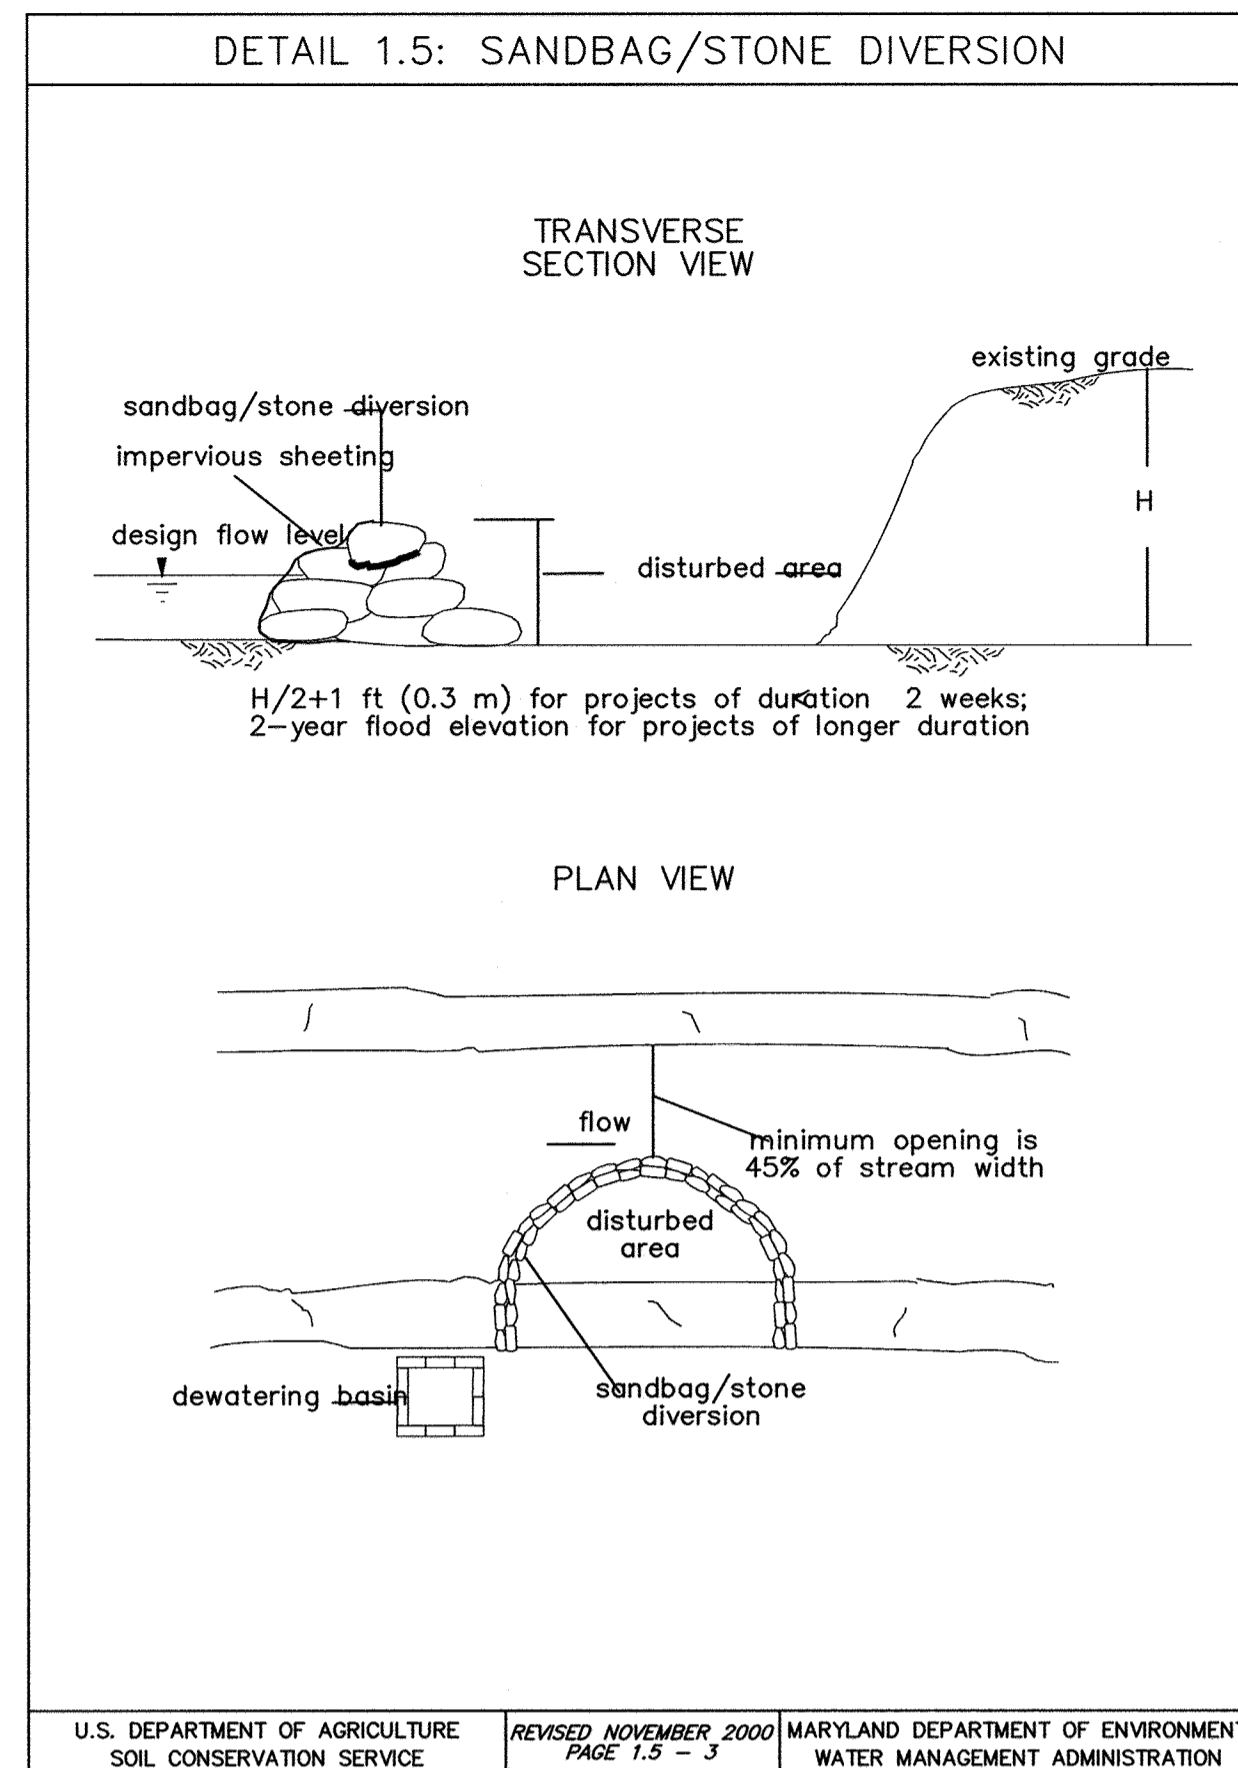 DETAIL 1.5: SANDBAG/STONE DIVERSION
TRANSVERSE
SECTION VIEW
existing grade
sandbag/stone diversion
impervious sheeting
design flow level
H
disturbed area
H/2+1 ft (0.3 m) for projects of duration < 2 weeks;
2-year flood elevation for projects of longer duration
PLAN VIEW
flow
minimum opening is
45% of stream width
disturbed
area
dewatering basin
sandbag/stone
diversion
U.S. DEPARTMENT OF AGRICULTURE
SOIL CONSERVATION SERVICE
REVISED NOVEMBER 2000
PAGE 1.5 - 3
MARYLAND DEPARTMENT OF ENVIRONMENT
WATER MANAGEMENT ADMINISTRATION